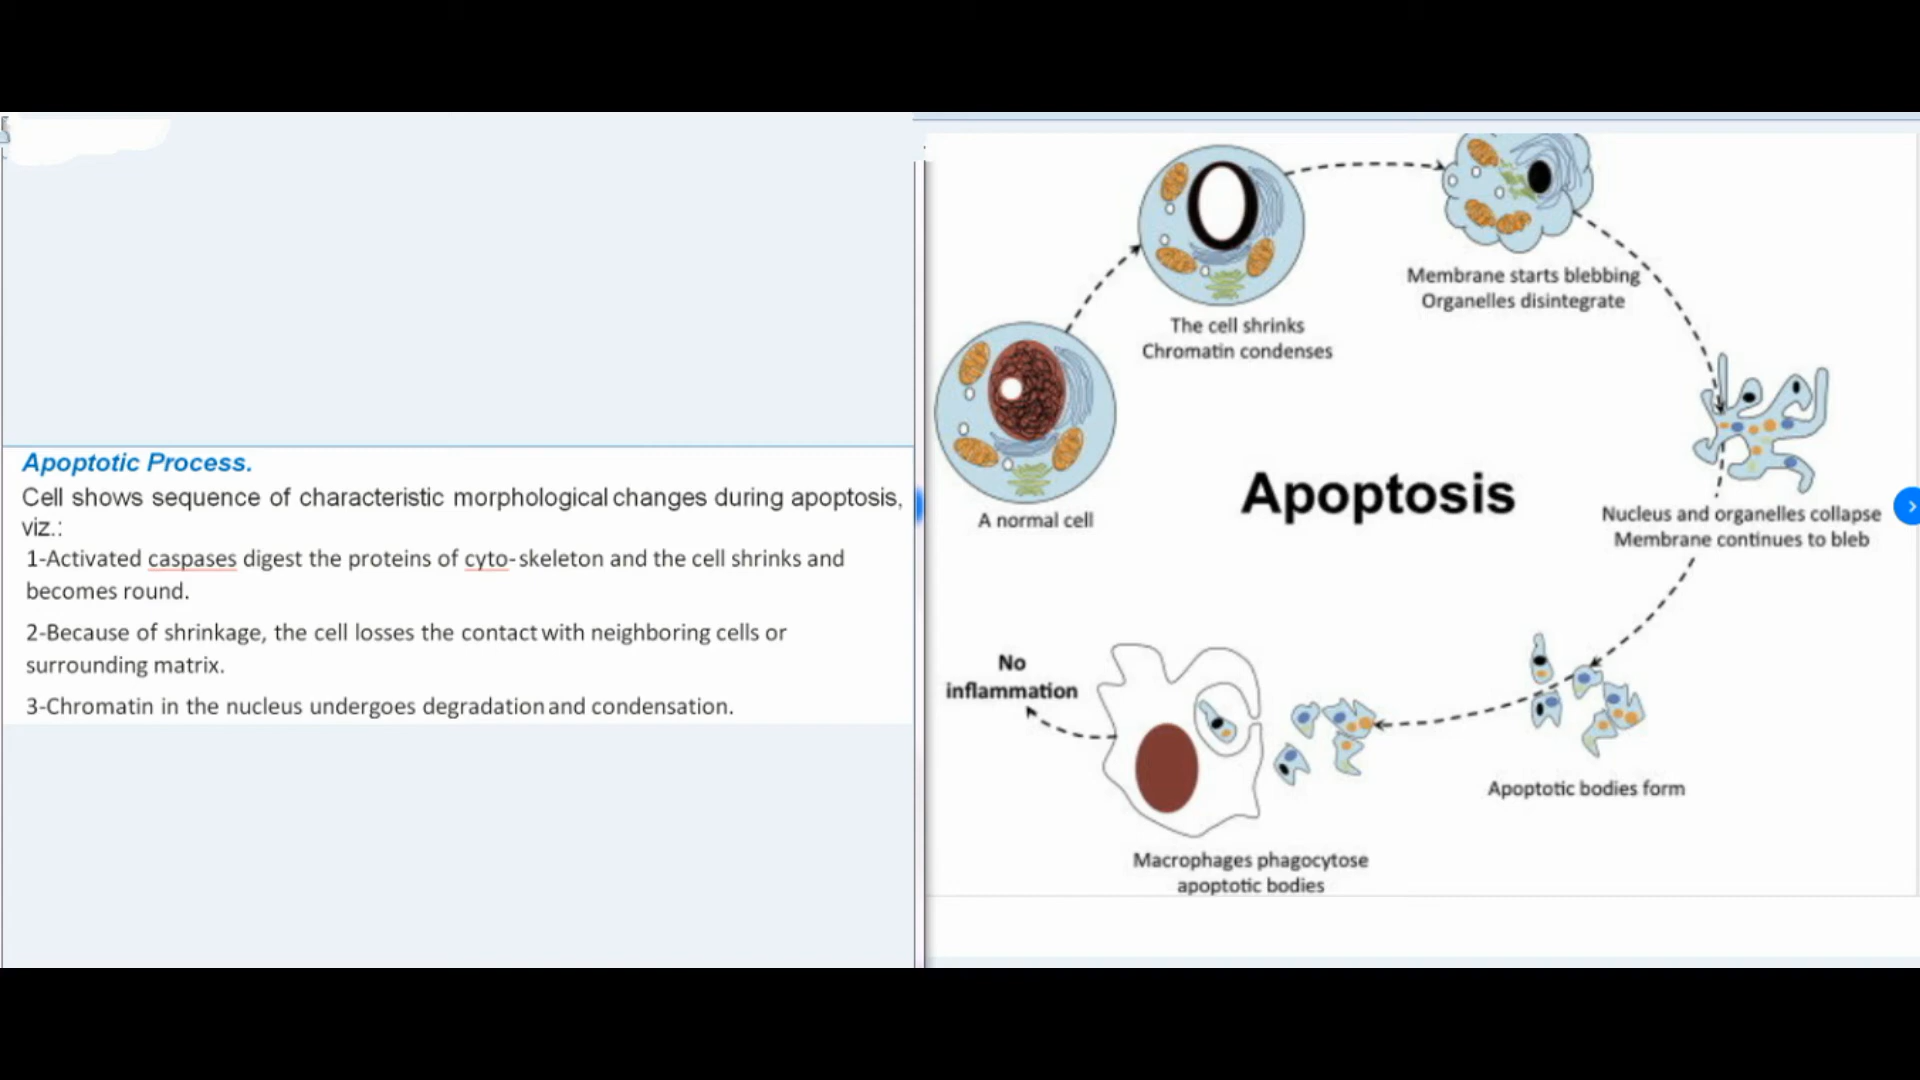 Apoptotic Process.
Cell shows sequence of characteristic morphological changes during apoptosis,
viz.:
1-Activated caspases digest the proteins of cyto-skeleton and the cell shrinks and
becomes round.
2-Because of shrinkage, the cell losses the contact with neighboring cells or
surrounding matrix.
3-Chromatin in the nucleus undergoes degradation and condensation.
Membrane starts blebbing
Organelles disintegrate
The cell shrinks
Chromatin condenses
A normal cell
Apoptosis
Nucleus and organelles collapse
Membrane continues to bleb
No
inflammation
Apoptotic bodies form
Macrophages phagocytose
apoptotic bodies